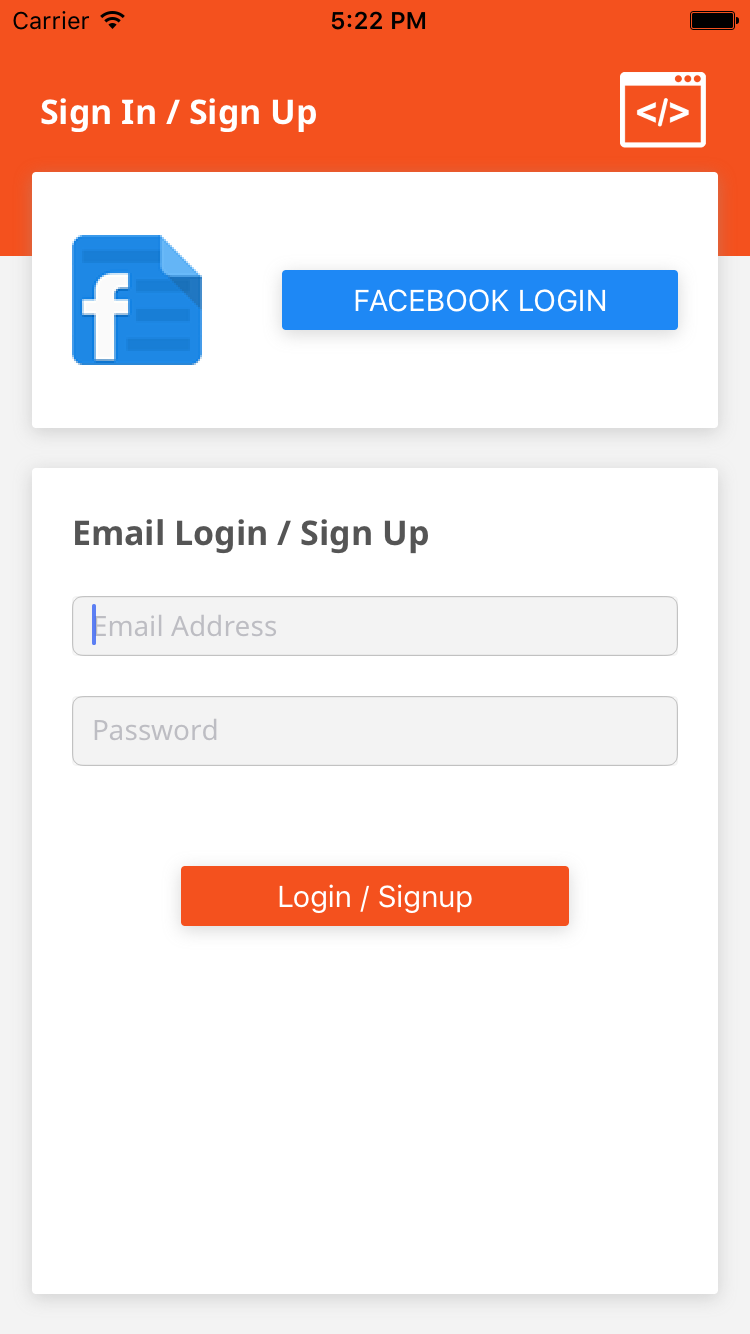 Carrier 5:22 PM
Sign In / Sign Up
</>
f
FACEBOOK LOGIN
Email Login / Sign Up
Email Address
Password
Login / Signup